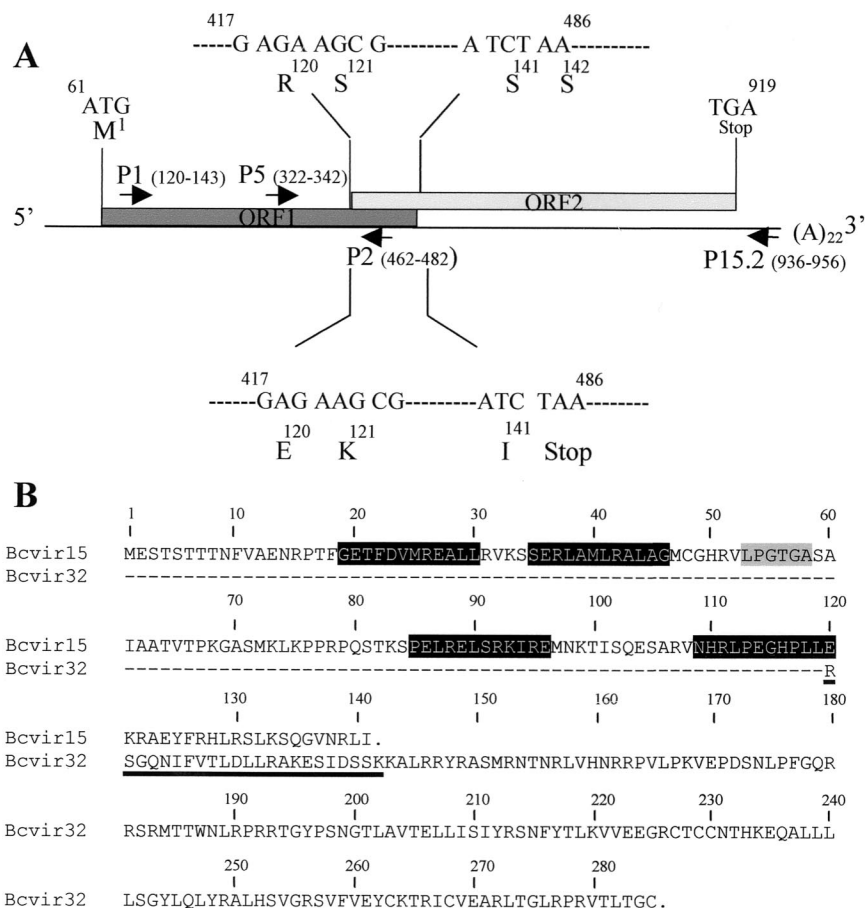 417 486
A ------G AGA AGC G--------- A TCT AA----------
R 120 S 121 S 141 S 142
61 919
ATG TGA
M1 Stop
P1 (120-143) P5 (322-342)
ORF2
5’ ORF1 (A)22 3’
P2 (462-482) P15.2 (936-956)
417 486
------GAG AAG CG---------ATC TAA--------
E 120 K 121 I 141 Stop
B
1 10 20 30 40 50 60
Bcvir15 MESTSTTTNFVAENRPTFGETFDVMREALLRVKSSERLAMLRALAGMCGHRVLPGTGASA
Bcvir32 ------------------------------------------------------------
70 80 90 100 110 120
Bcvir15 IAATVTPKGASMKLKPPRPQSTKSPELRELSRKIREMNKTISQESARVNHRLPEGHPLLE
Bcvir32 -----------------------------------------------------------R
130 140 150 160 170 180
Bcvir15 KRAEYFRHLRSLKSQGVNRLI.
Bcvir32 SGQNIFVTLDLLRAKESIDSSKKALRRYRASMRNTNRLVHNRRPVLPKVEPDSNLPFGQR
190 200 210 220 230 240
Bcvir32 RSRMTTWNLRPRRTGYPSNGTLAVTELLISIYRSNFYTLKVVEEGRCTCCNTHKEQALLL
250 260 270 280
Bcvir32 LSGYLQLYRALHSVGRSVFVEYCKTRICVEARLTGLRPRVTLTGC.